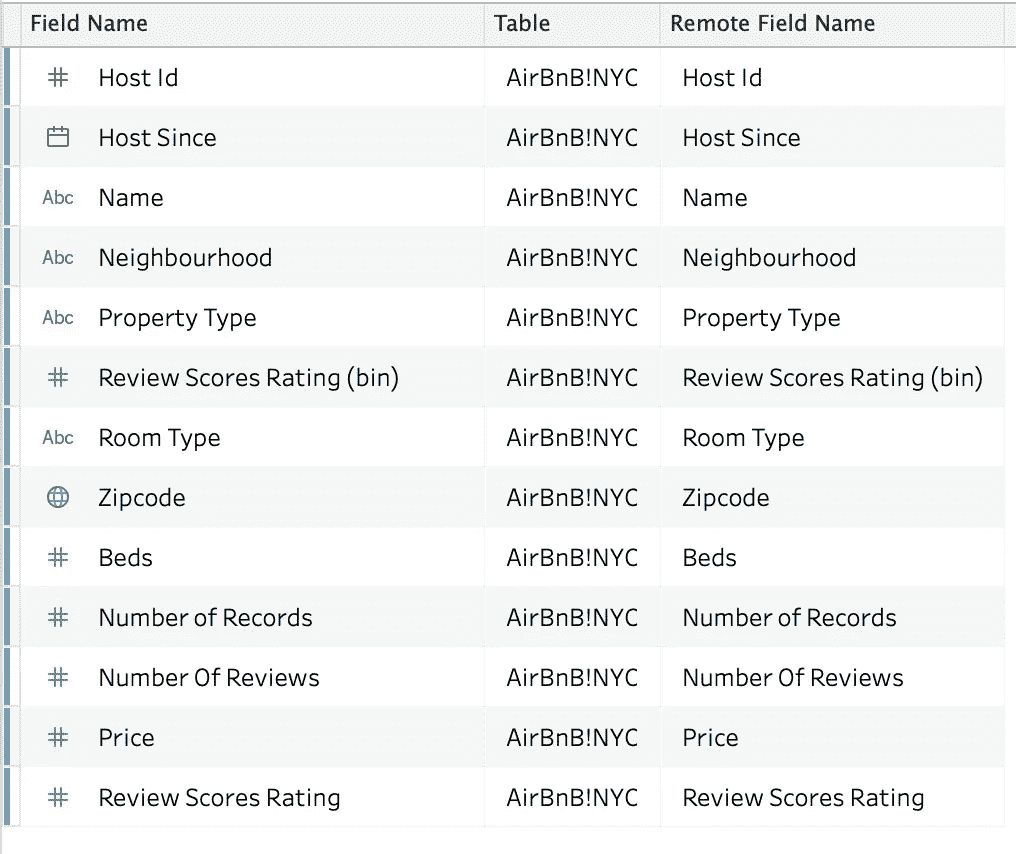 Field Name Table Remote Field Name
# Host Id AirBnB!NYC Host Id
Host Since AirBnB!NYC Host Since
Abc Name AirBnB!NYC Name
Abc Neighbourhood AirBnB!NYC Neighbourhood
Abc Property Type AirBnB!NYC Property Type
# Review Scores Rating (bin) AirBnB!NYC Review Scores Rating (bin)
Abc Room Type AirBnB!NYC Room Type
Zipcode AirBnB!NYC Zipcode
# Beds AirBnB!NYC Beds
# Number of Records AirBnB!NYC Number of Records
# Number Of Reviews AirBnB!NYC Number Of Reviews
# Price AirBnB!NYC Price
# Review Scores Rating AirBnB!NYC Review Scores Rating